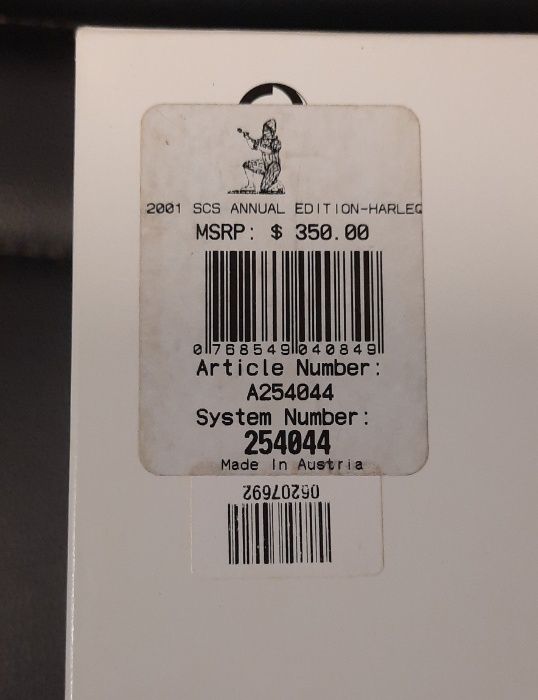 2001 SCS ANNUAL EDITION-HARLEQ
MSRP: $ 350.00
0 768549 040849
Article Number:
A254044
System Number:
254044
Made In Austria
06207692